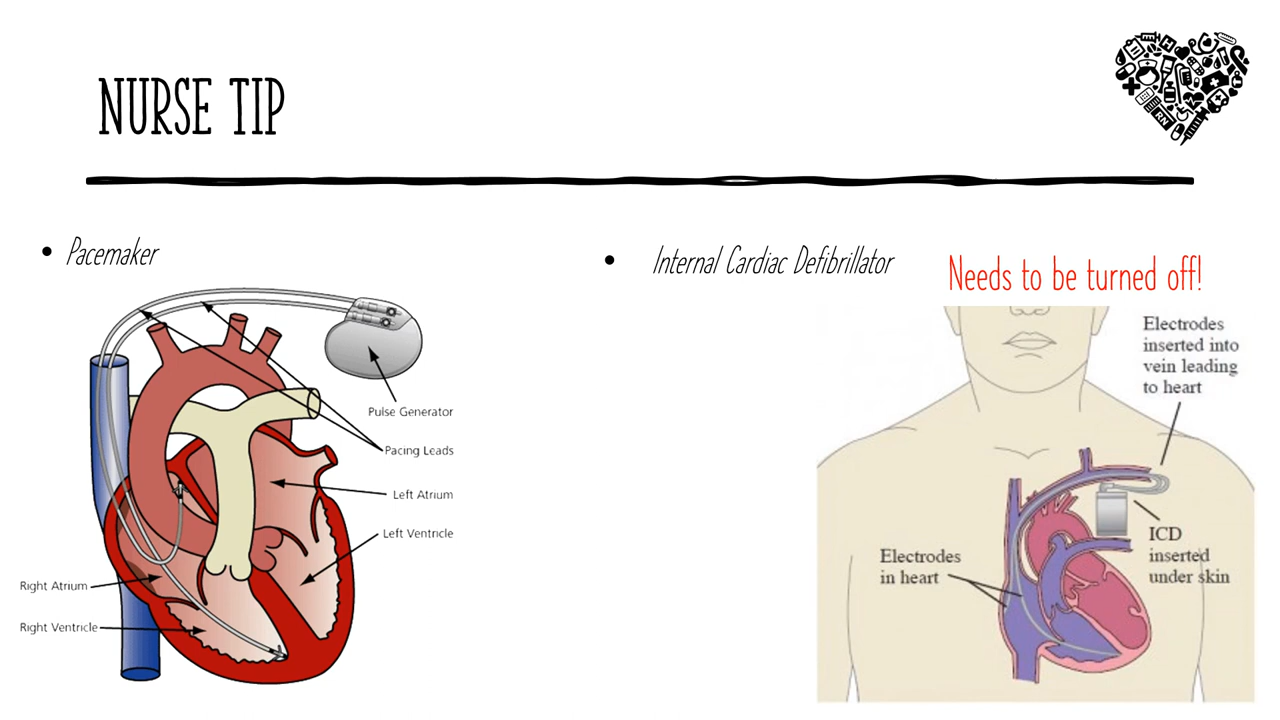 NURSE TIP
• Pacemaker
Pulse Generator
Pacing Leads
Left Atrium
Left Ventricle
Right Atrium
Right Ventricle
• Internal Cardiac Defibrillator
Needs to be turned off!
Electrodes
inserted into
vein leading
to heart
ICD
inserted
under skin
Electrodes
in heart
H
RN